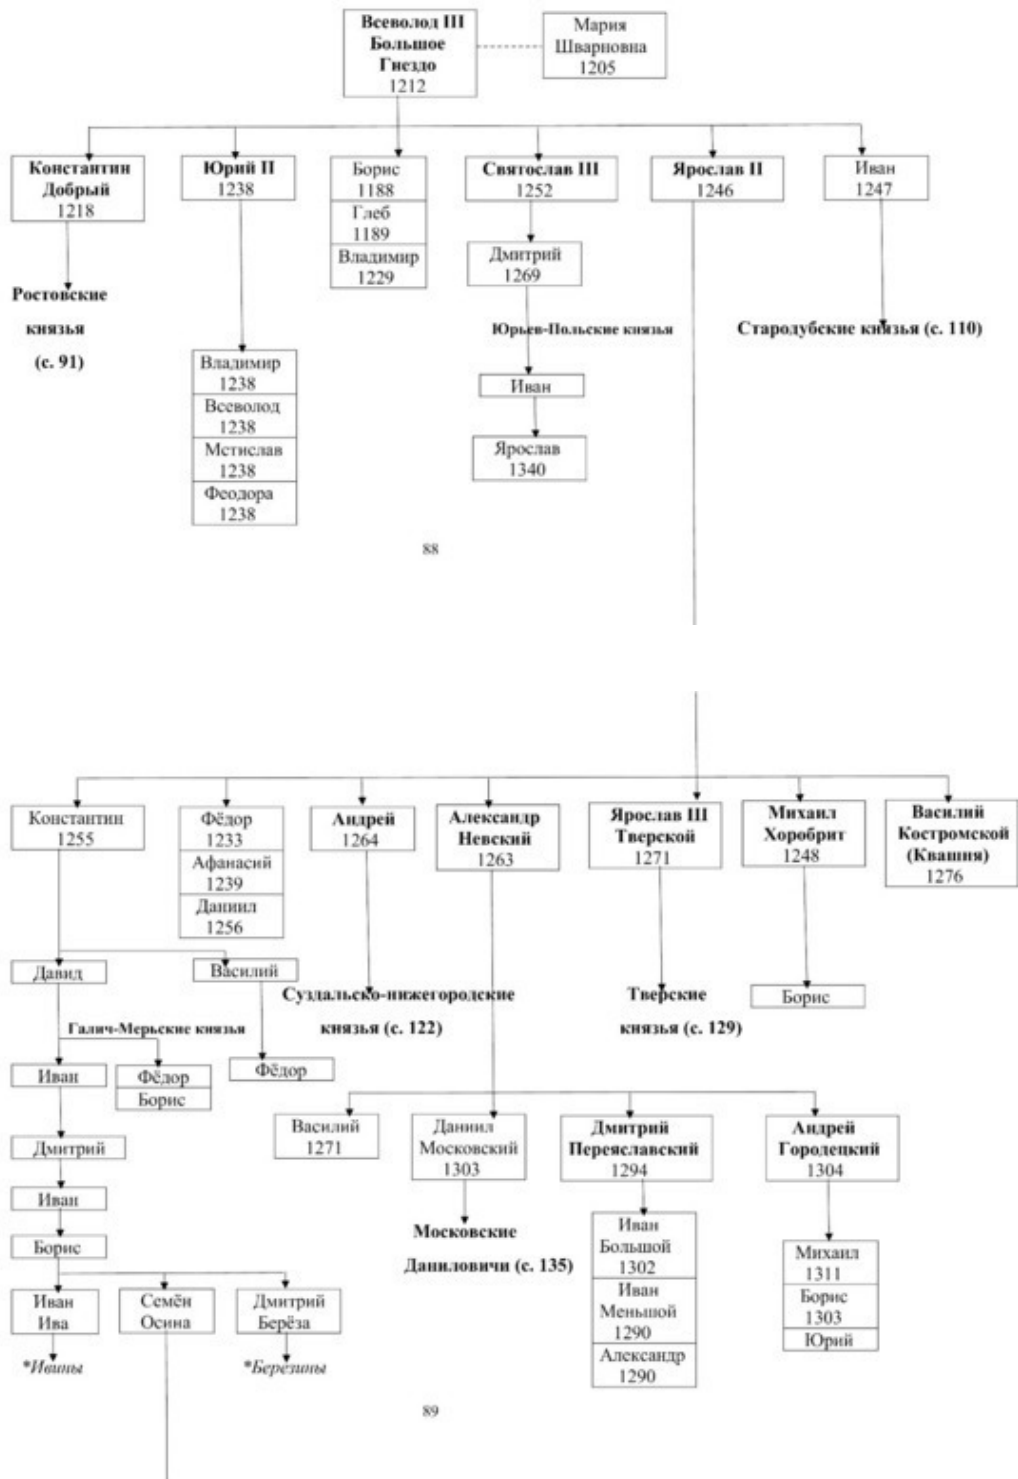 Всеволод III
Большое
Гнездо
1212
Мария
Шварновна
1205
Константин
Добрый
1218
Юрий II
1238
Борис
1188
Глеб
1189
Владимир
1229
Святослав III
1252
Ярослав II
1246
Иван
1247
Ростовские
князья
(с. 91)
Владимир
1238
Всеволод
1238
Мстислав
1238
Феодора
1238
Дмитрий
1269
Юрьев-Польские князья
Иван
Ярослав
1340
Стародубские князья (с. 110)
88
Константин
1255
Фёдор
1233
Афанасий
1239
Даниил
1256
Андрей
1264
Александр
Невский
1263
Ярослав III
Тверской
1271
Михаил
Хоробрит
1248
Василий
Костромской
(Квашня)
1276
Давид
Василий
Суздальско-нижегородские
князья (с. 122)
Тверские
князья (с. 129)
Борис
Галич-Мерьские князья
Иван
Фёдор
Борис
Фёдор
Дмитрий
Иван
Борис
Василий
1271
Даниил
Московский
1303
Дмитрий
Переяславский
1294
Андрей
Городецкий
1304
Московские
Даниловичи (с. 135)
Иван
Большой
1302
Иван
Меньшой
1290
Александр
1290
Михаил
1311
Борис
1303
Юрий
Иван
Ива
Семён
Осина
Дмитрий
Берёза
*Ивины
*Березины
89